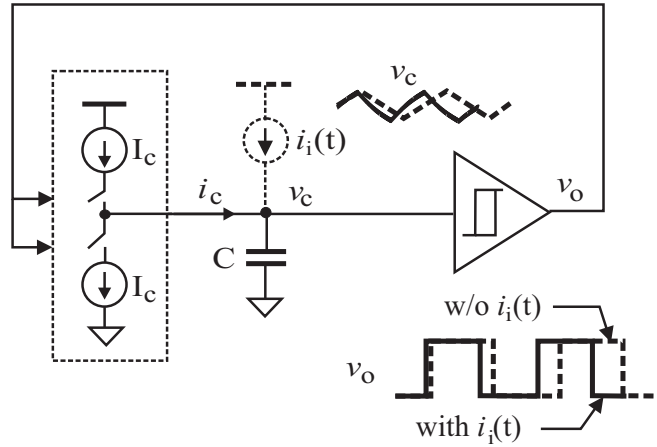 v_c
I_c
i_i(t)
i_c
v_c
v_o
C
I_c
w/o i_i(t)
v_o
with i_i(t)